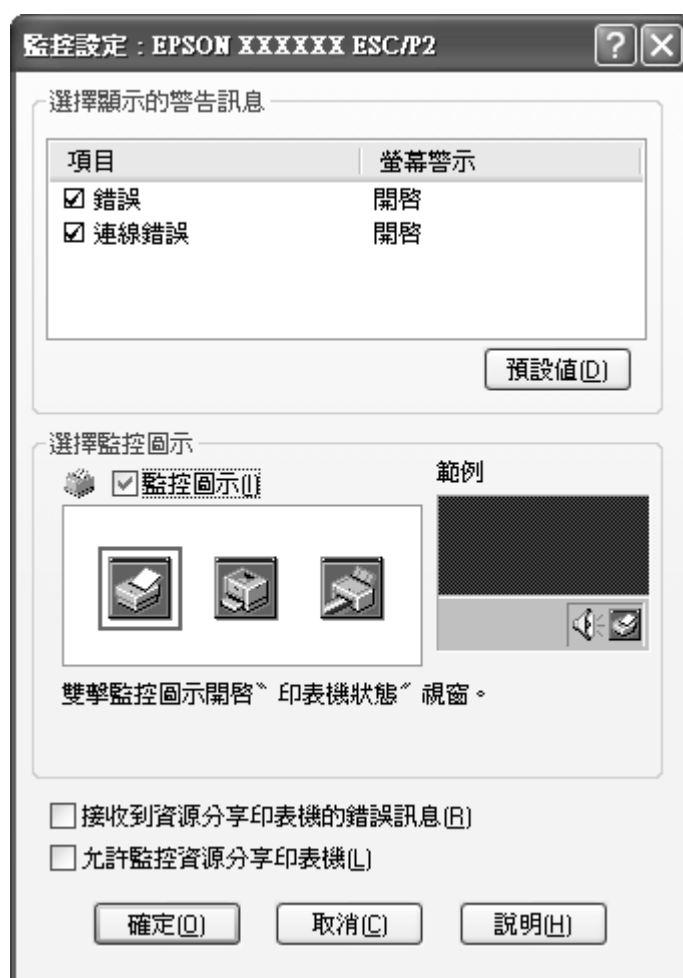 監控設定：EPSON XXXXXX ESC/P2
選擇顯示的警告訊息
項目 螢幕警示
錯誤 開啓
連線錯誤 開啓
預設値(D)
選擇監控圖示
監控圖示(I)
範例
雙擊監控圖示開啓〝印表機狀態〞視窗。
接收到資源分享印表機的錯誤訊息(R)
允許監控資源分享印表機(L)
確定(O) 取消(C) 說明(H)